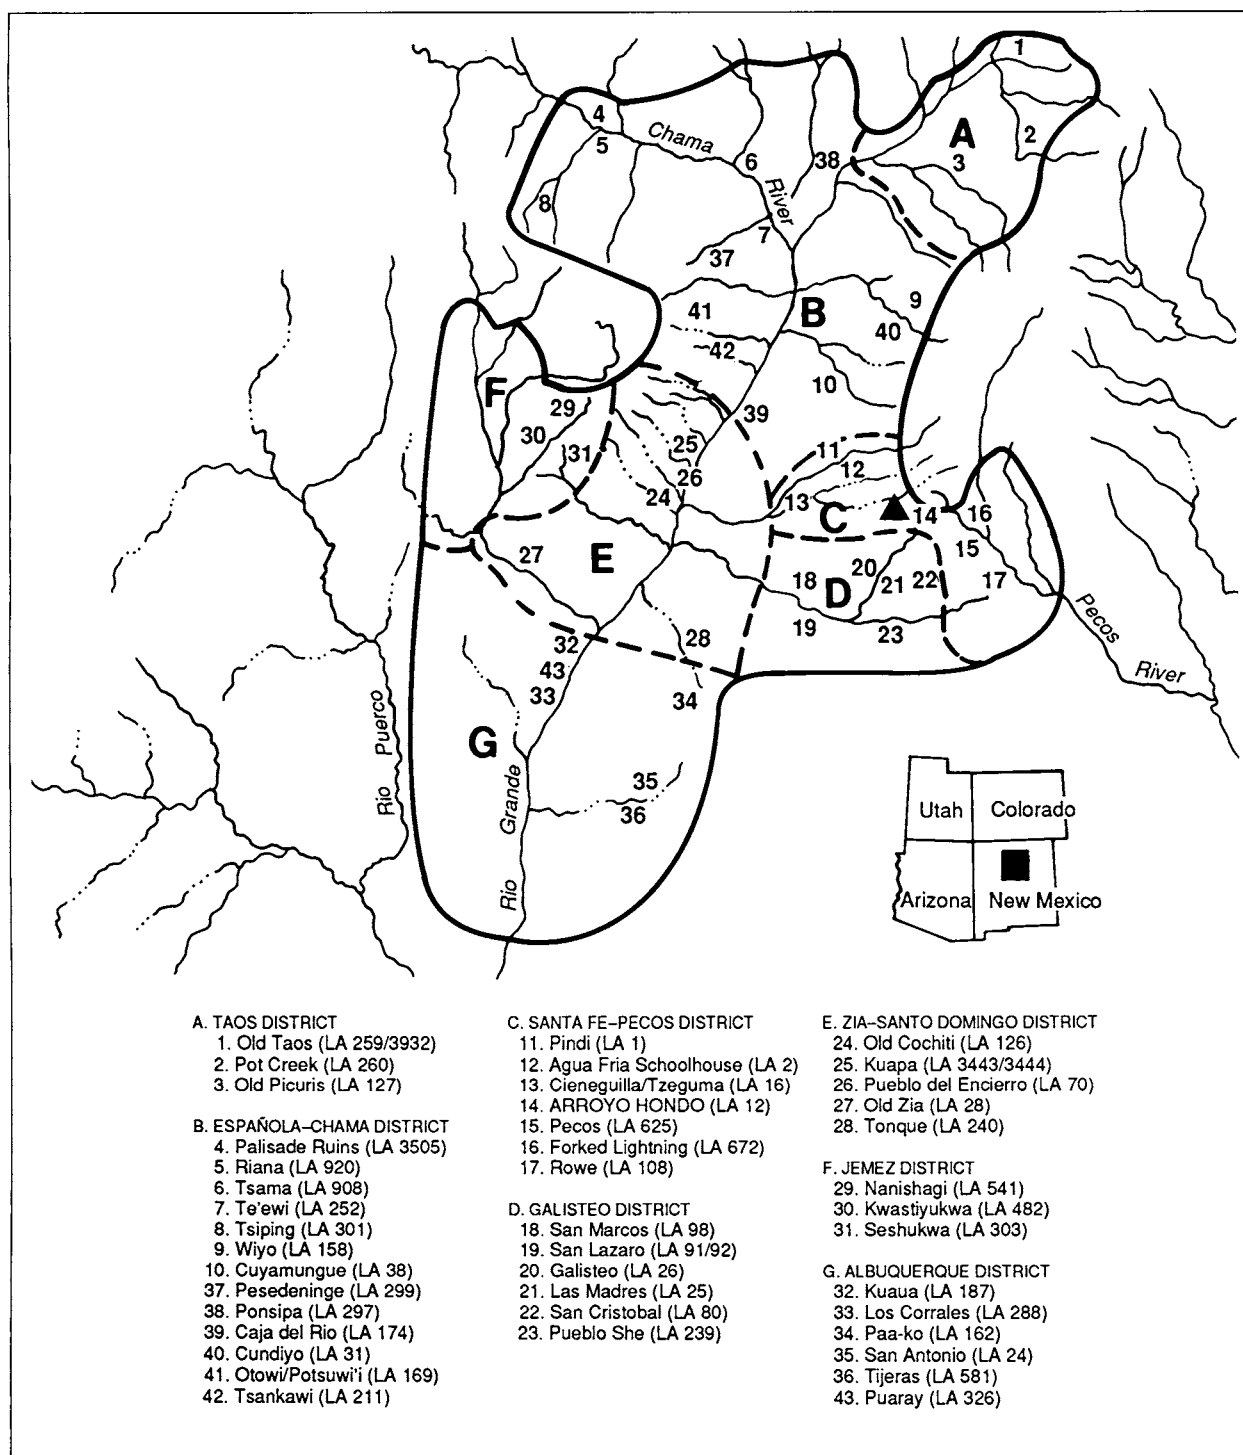 1
4
Chama
A
2
5
6
38
3
8
River
7
37
9
41
B
40
42
F
10
29
39
30
11
25
31
12
26
24
13
C
14
16
15
27
E
20
18
D
21
22
17
19
23
Pecos
28
32
43
River
33
34
Rio Puerco
G
35
Rio Grande
36
Utah
Colorado
Arizona
New Mexico
A. TAOS DISTRICT
1. Old Taos (LA 259/3932)
2. Pot Creek (LA 260)
3. Old Picuris (LA 127)
B. ESPAÑOLA–CHAMA DISTRICT
4. Palisade Ruins (LA 3505)
5. Riana (LA 920)
6. Tsama (LA 908)
7. Te'ewi (LA 252)
8. Tsiping (LA 301)
9. Wiyo (LA 158)
10. Cuyamungue (LA 38)
37. Pesedeninge (LA 299)
38. Ponsipa (LA 297)
39. Caja del Rio (LA 174)
40. Cundiyo (LA 31)
41. Otowi/Potsuwi'i (LA 169)
42. Tsankawi (LA 211)
C. SANTA FE–PECOS DISTRICT
11. Pindi (LA 1)
12. Agua Fria Schoolhouse (LA 2)
13. Cieneguilla/Tzeguma (LA 16)
14. ARROYO HONDO (LA 12)
15. Pecos (LA 625)
16. Forked Lightning (LA 672)
17. Rowe (LA 108)
D. GALISTEO DISTRICT
18. San Marcos (LA 98)
19. San Lazaro (LA 91/92)
20. Galisteo (LA 26)
21. Las Madres (LA 25)
22. San Cristobal (LA 80)
23. Pueblo She (LA 239)
E. ZIA–SANTO DOMINGO DISTRICT
24. Old Cochiti (LA 126)
25. Kuapa (LA 3443/3444)
26. Pueblo del Encierro (LA 70)
27. Old Zia (LA 28)
28. Tonque (LA 240)
F. JEMEZ DISTRICT
29. Nanishagi (LA 541)
30. Kwastiyukwa (LA 482)
31. Seshukwa (LA 303)
G. ALBUQUERQUE DISTRICT
32. Kuaua (LA 187)
33. Los Corrales (LA 288)
34. Paa-ko (LA 162)
35. San Antonio (LA 24)
36. Tijeras (LA 581)
43. Puaray (LA 326)